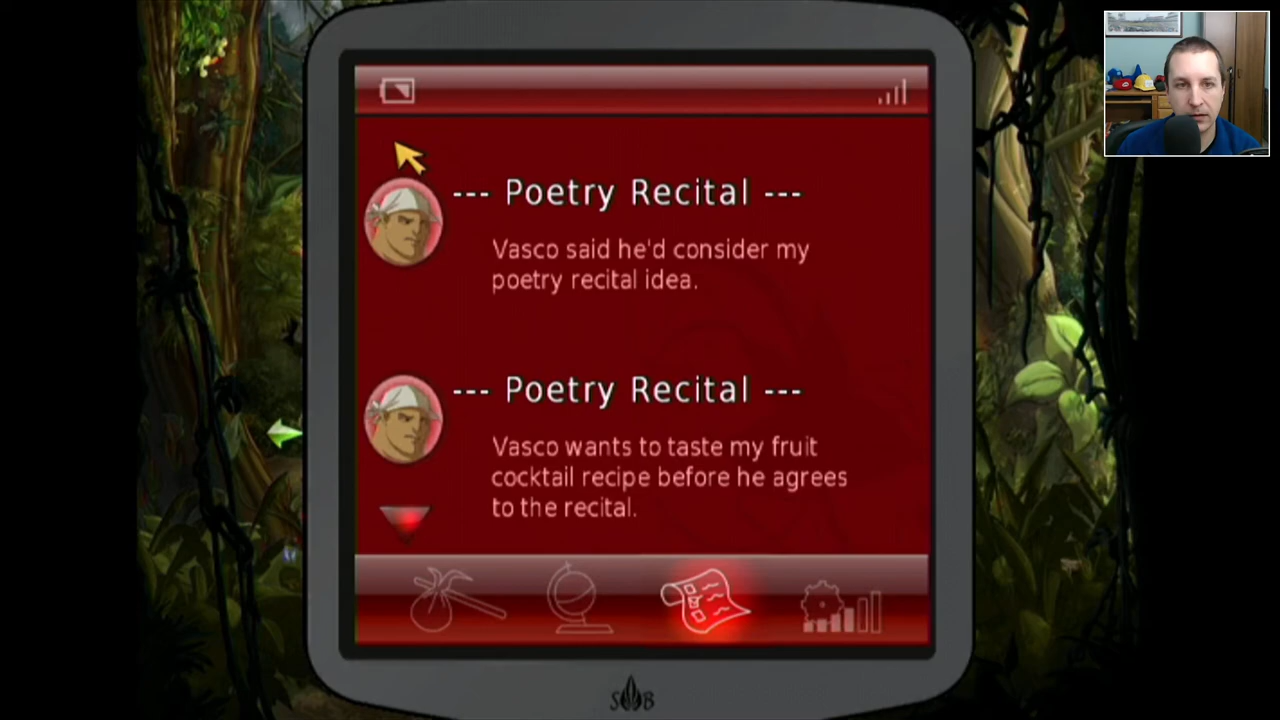 --- Poetry Recital ---
Vasco said he'd consider my
poetry recital idea.
--- Poetry Recital ---
Vasco wants to taste my fruit
cocktail recipe before he agrees
to the recital.
S B